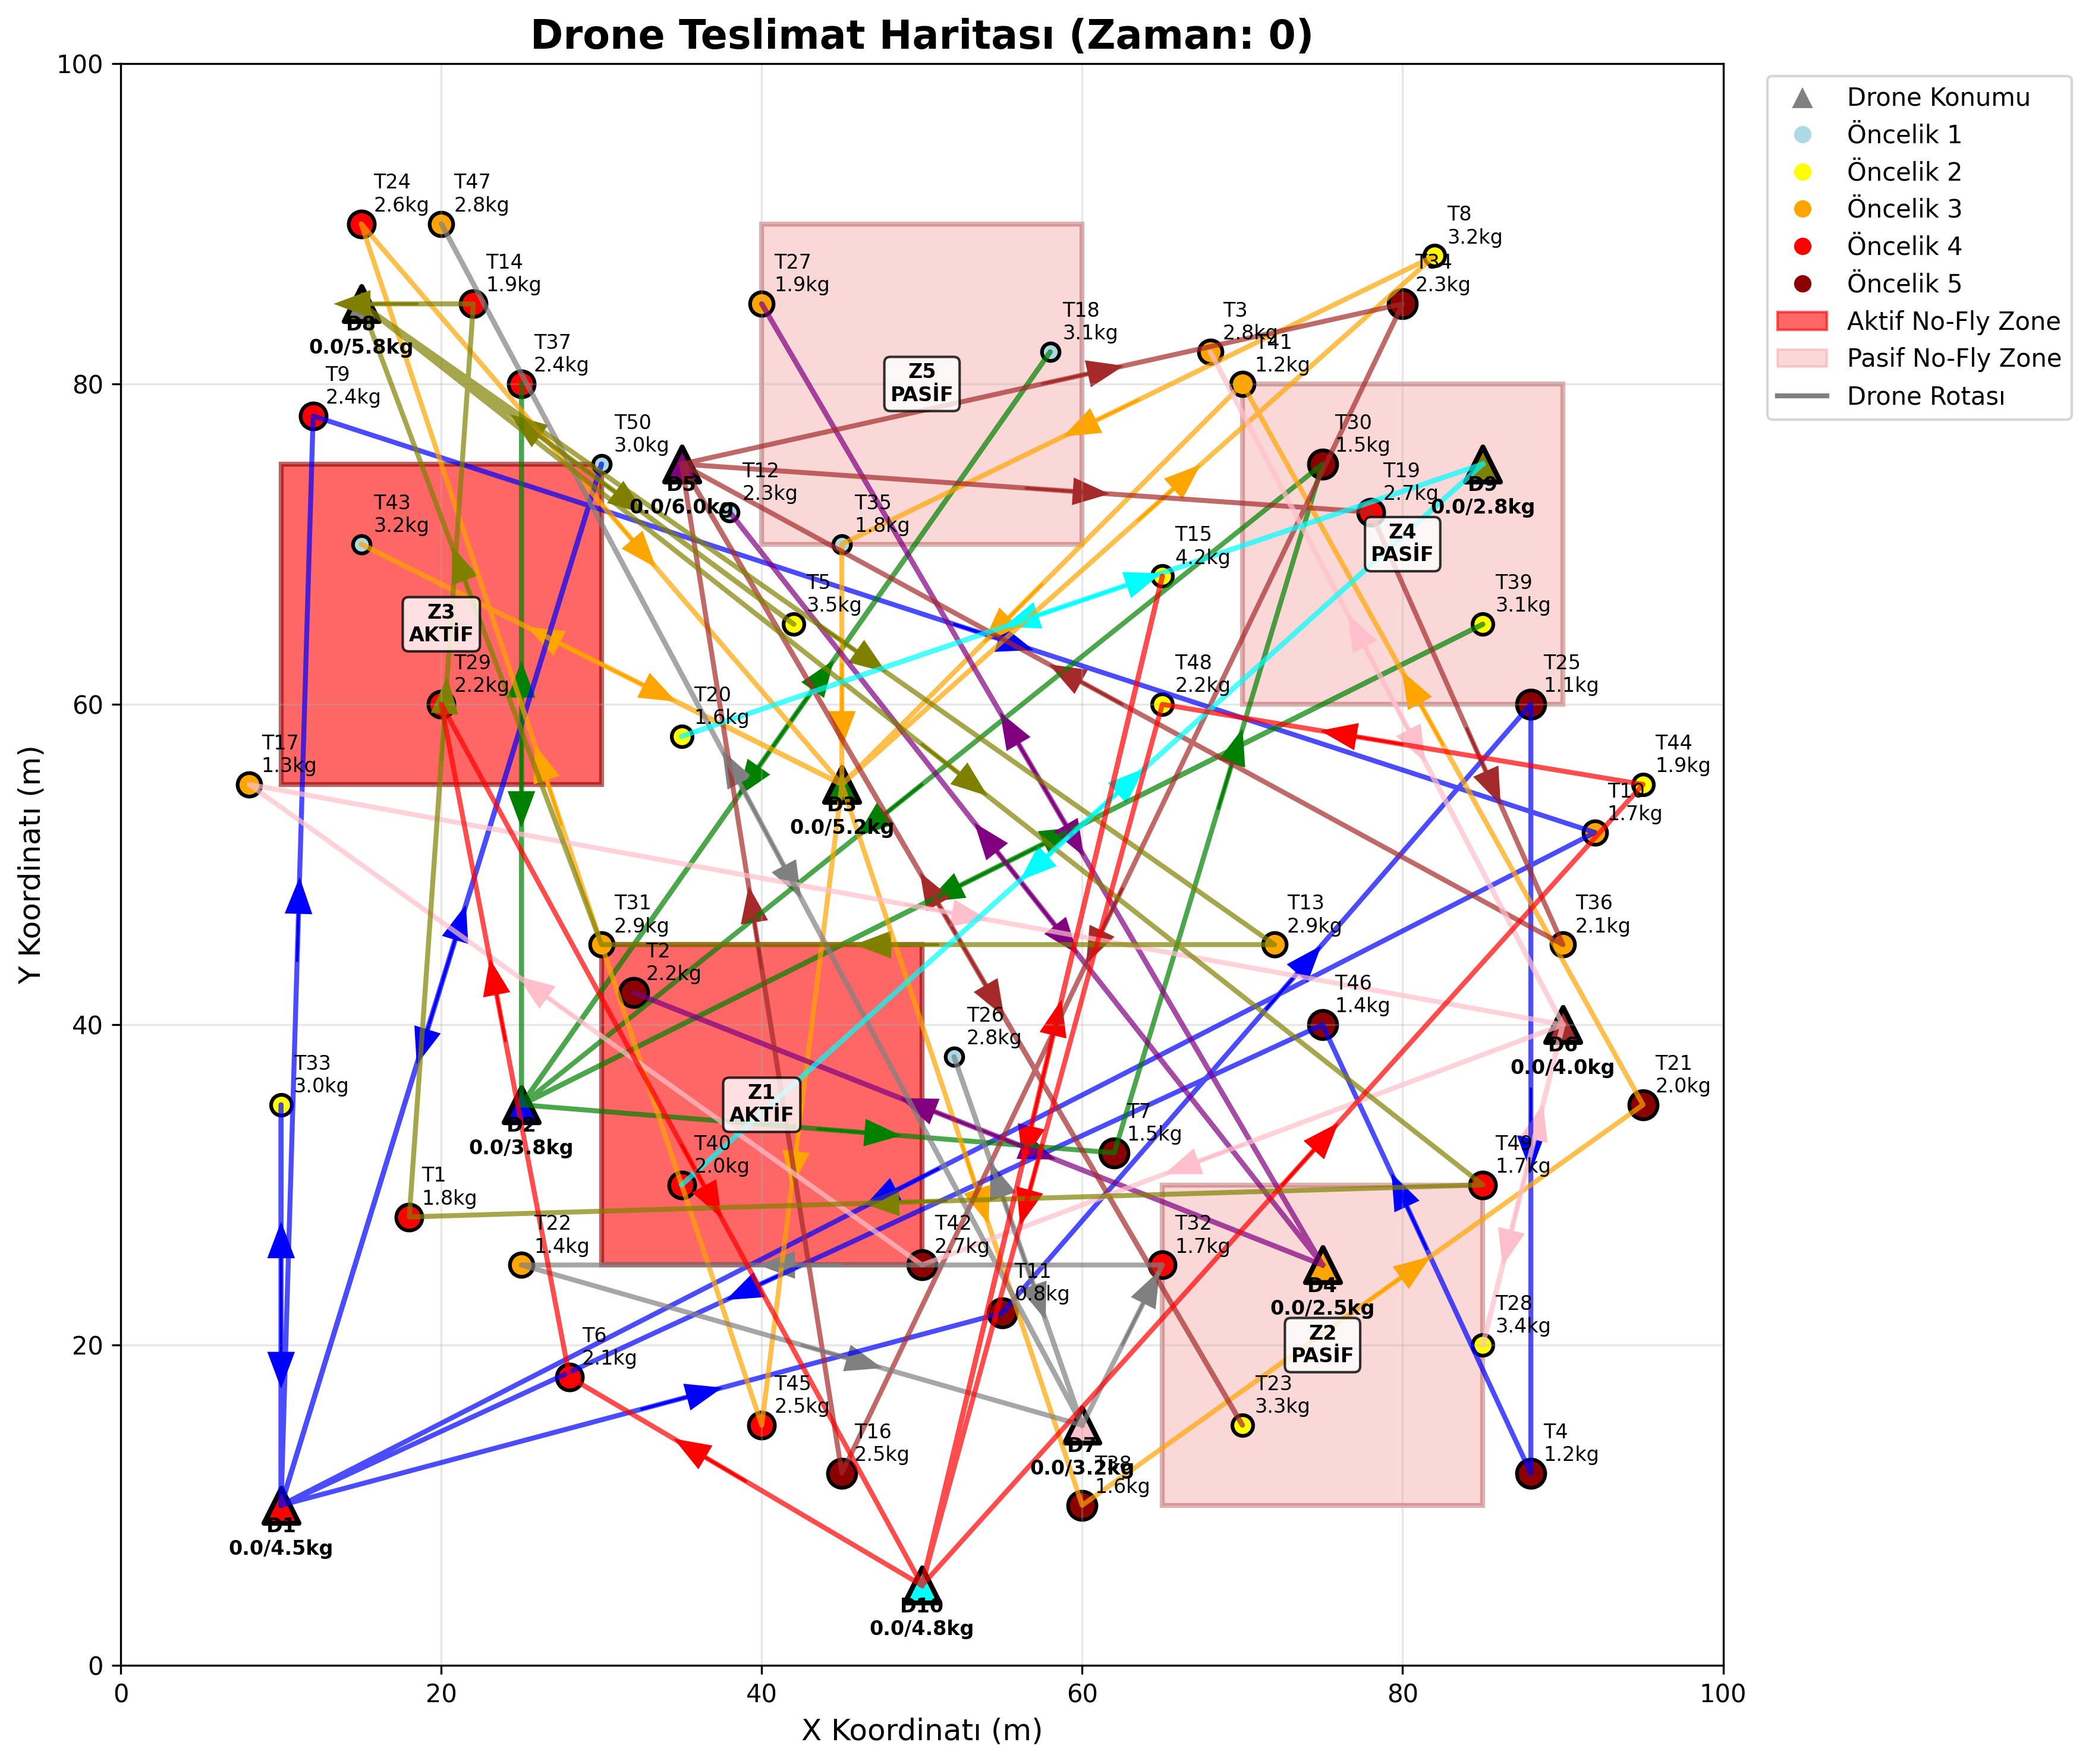 Drone Teslimat Haritası (Zaman: 0)
100
80
60
40
20
0
0
20
40
60
80
100
Y Koordinatı (m)
X Koordinatı (m)
Drone Konumu
Öncelik 1
Öncelik 2
Öncelik 3
Öncelik 4
Öncelik 5
Aktif No-Fly Zone
Pasif No-Fly Zone
Drone Rotası
T24
2.6kg
T47
2.8kg
T8
3.2kg
T14
1.9kg
T27
1.9kg
T34
2.3kg
D8
0.0/5.8kg
T18
3.1kg
T3
2.8kg
T37
2.4kg
T41
1.2kg
T9
2.4kg
Z5
PASİF
T50
3.0kg
T30
1.5kg
D5
0.0/6.0kg
T12
2.3kg
T19
2.7kg
D9
0.0/2.8kg
T43
3.2kg
T35
1.8kg
T15
4.2kg
Z4
PASİF
T5
3.5kg
T39
3.1kg
Z3
AKTİF
T29
2.2kg
T20
1.6kg
T48
2.2kg
T25
1.1kg
T17
1.3kg
T44
1.9kg
D3
0.0/5.2kg
T10
1.7kg
T31
2.9kg
T2
2.2kg
T13
2.9kg
T36
2.1kg
T46
1.4kg
T26
2.8kg
D6
0.0/4.0kg
T33
3.0kg
T21
2.0kg
Z1
AKTİF
D2
0.0/3.8kg
T7
1.5kg
T40
2.0kg
T49
1.7kg
T1
1.8kg
T22
1.4kg
T42
2.7kg
T32
1.7kg
T11
0.8kg
D4
0.0/2.5kg
T28
3.4kg
Z2
PASİF
T6
2.1kg
T45
2.5kg
T23
3.3kg
T16
2.5kg
D7
0.0/3.2kg
T38
1.6kg
T4
1.2kg
D1
0.0/4.5kg
D10
0.0/4.8kg